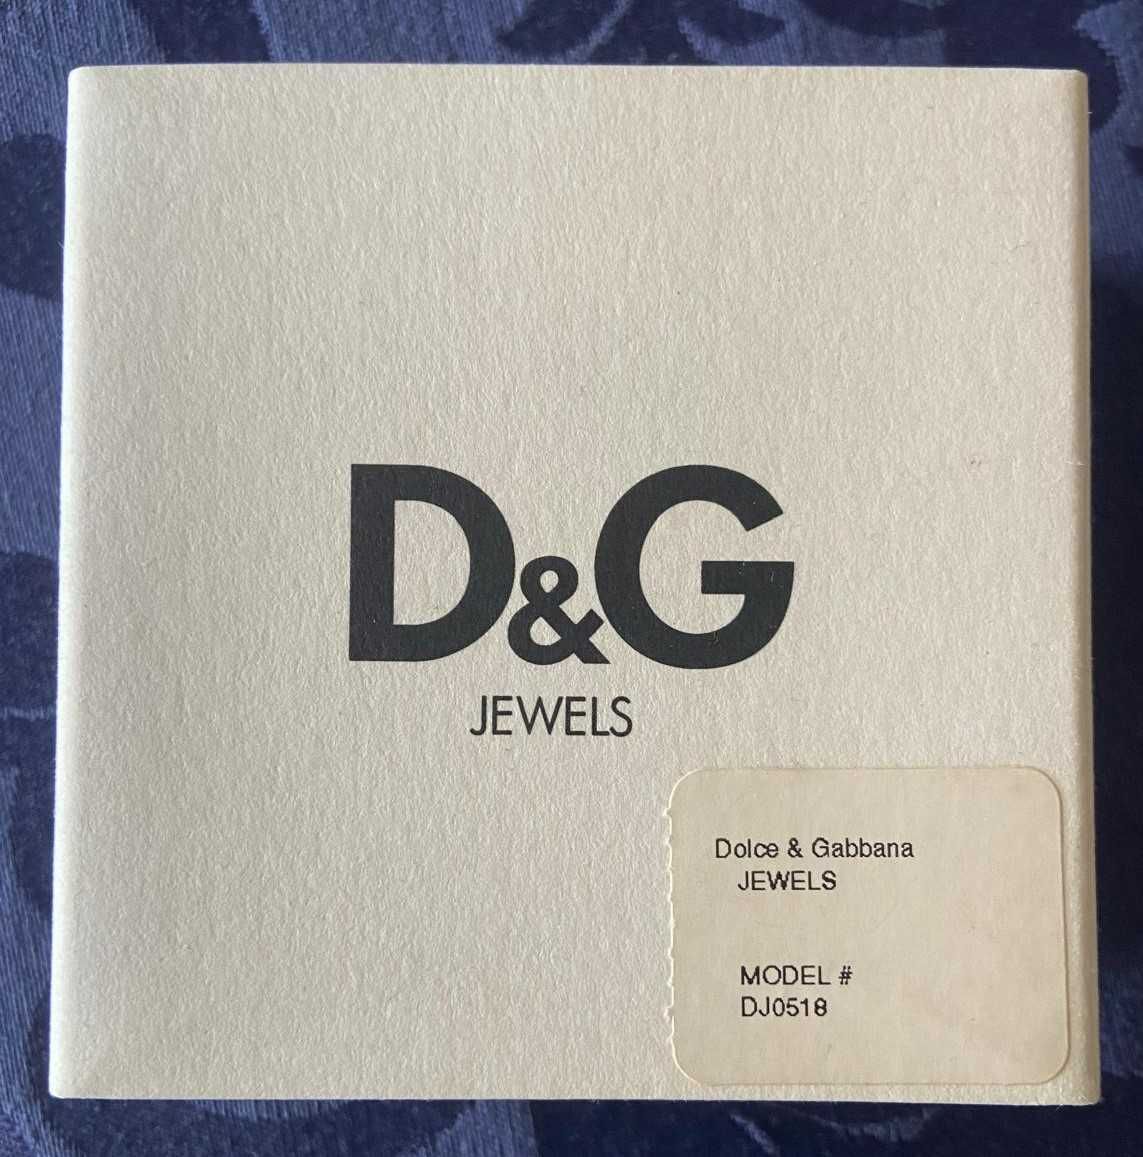 D&G
JEWELS
Dolce & Gabbana
JEWELS
MODEL #
DJ0518